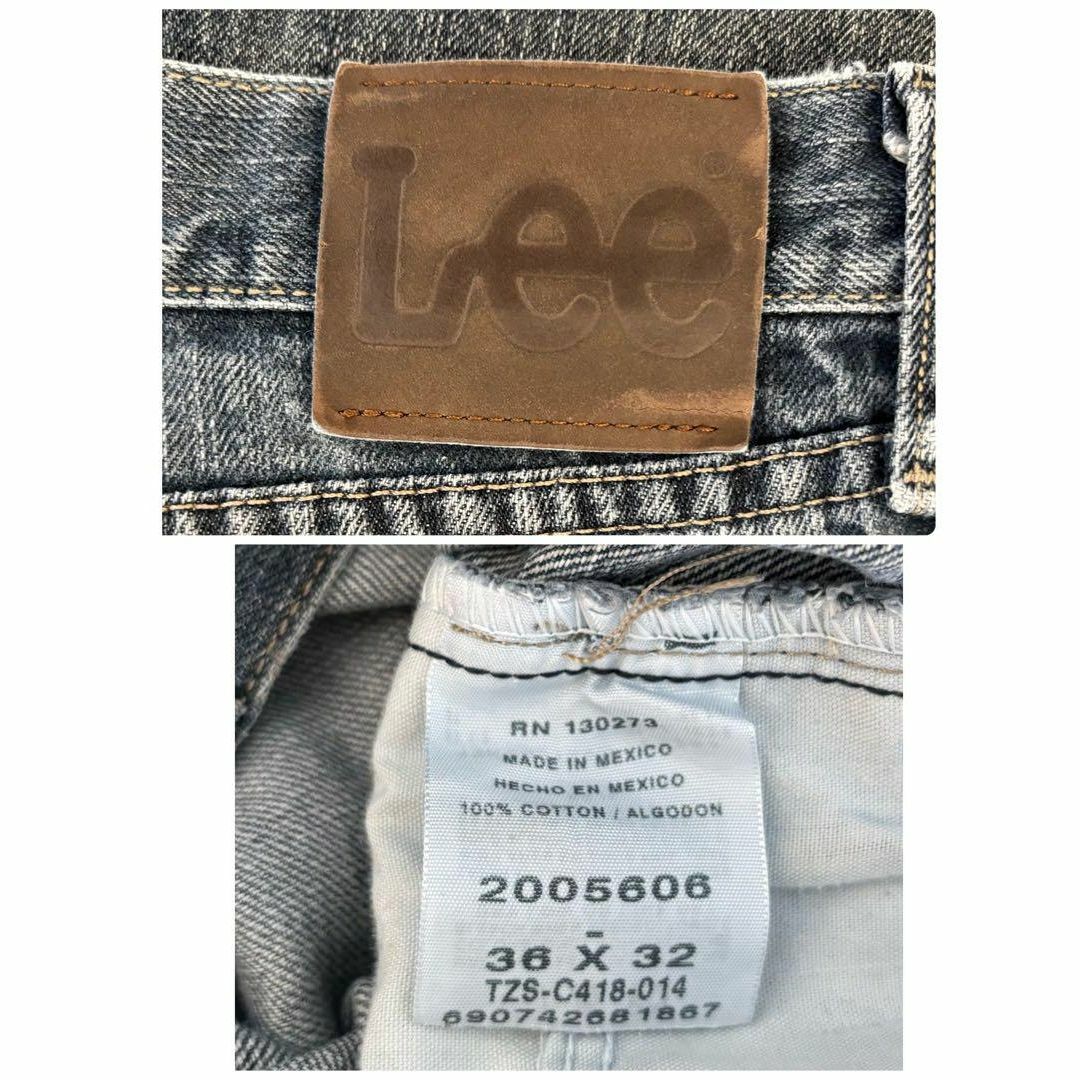 Lee®
RN 130273
MADE IN MEXICO
HECHO EN MEXICO
100% COTTON / ALGODON
2005606
-
36 X 32
TZS-C418-014
690742681867